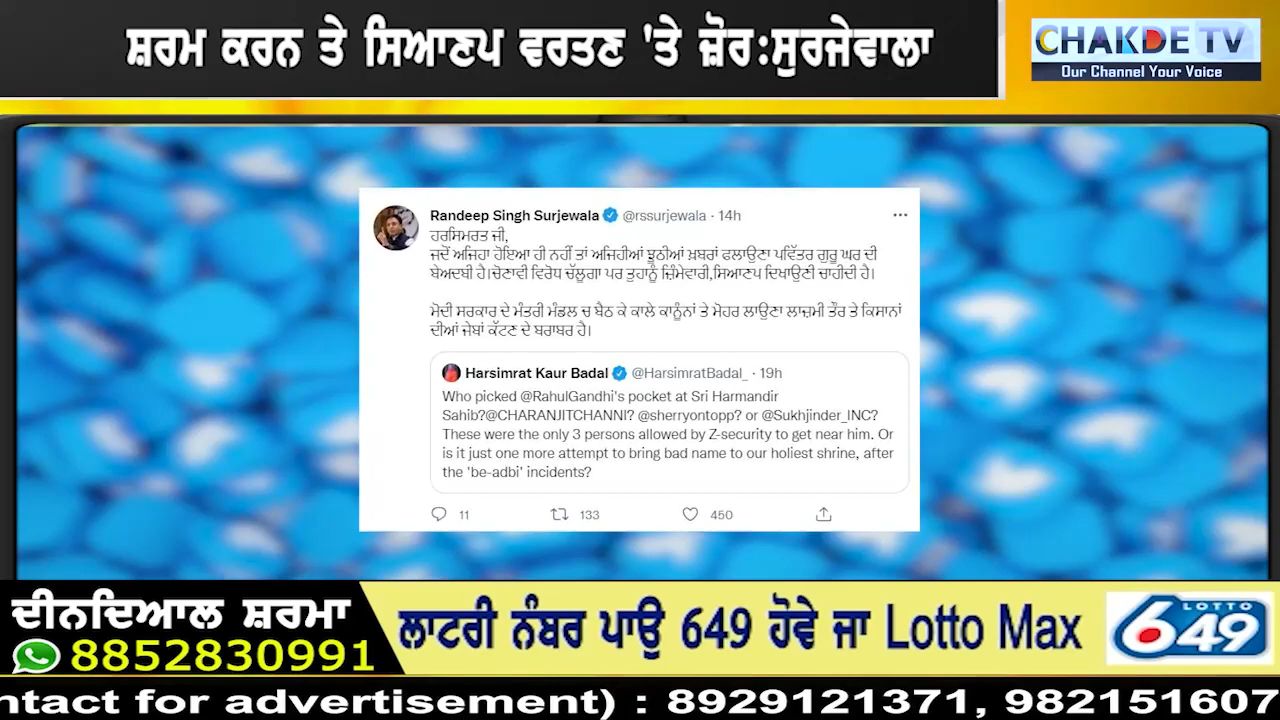 ਸ਼ਰਮ ਕਰਨ ਤੇ ਸਿਆਣਪ ਵਰਤਣ 'ਤੇ ਜ਼ੋਰ:ਸੁਰਜੇਵਾਲਾ
CHAKDE TV
Our Channel Your Voice
Randeep Singh Surjewala @rssurjewala · 14h
ਹਰਸਿਮਰਤ ਜੀ,
ਜਦੋਂ ਅਜਿਹਾ ਹੋਇਆ ਹੀ ਨਹੀਂ ਤਾਂ ਅਜਿਹੀਆਂ ਝੂਠੀਆਂ ਖ਼ਬਰਾਂ ਫਲਾਉਣਾ ਪਵਿੱਤਰ ਗੁਰੂ ਘਰ ਦੀ
ਬੇਅਦਬੀ ਹੈ।ਚੋਣਾਵੀ ਵਿਰੋਧ ਚੱਲੂਗਾ ਪਰ ਤੁਹਾਨੂੰ ਜ਼ਿੰਮੇਵਾਰੀ,ਸਿਆਣਪ ਦਿਖਾਉਣੀ ਚਾਹੀਦੀ ਹੈ।
ਮੋਦੀ ਸਰਕਾਰ ਦੇ ਮੰਤਰੀ ਮੰਡਲ ਚ ਬੈਠ ਕੇ ਕਾਲੇ ਕਾਨੂੰਨਾਂ ਤੇ ਮੋਹਰ ਲਾਉਣਾ ਲਾਜ਼ਮੀ ਤੌਰ ਤੇ ਕਿਸਾਨਾਂ
ਦੀਆਂ ਜੇਬਾਂ ਕੱਟਣ ਦੇ ਬਰਾਬਰ ਹੈ।
Harsimrat Kaur Badal @HarsimratBadal_ · 19h
Who picked @RahulGandhi's pocket at Sri Harmandir
Sahib?@CHARANJITCHANNI? @sherryontopp? or @Sukhjinder_INC?
These were the only 3 persons allowed by Z-security to get near him. Or
is it just one more attempt to bring bad name to our holiest shrine, after
the 'be-adbi' incidents?
11 133 450
ਦੀਨਦਿਆਲ ਸ਼ਰਮਾ
8852830991
ਲਾਟਰੀ ਨੰਬਰ ਪਾਉ 649 ਹੋਵੇ ਜਾ Lotto Max
LOTTO
649
ntact for advertisement) : 8929121371, 982151607